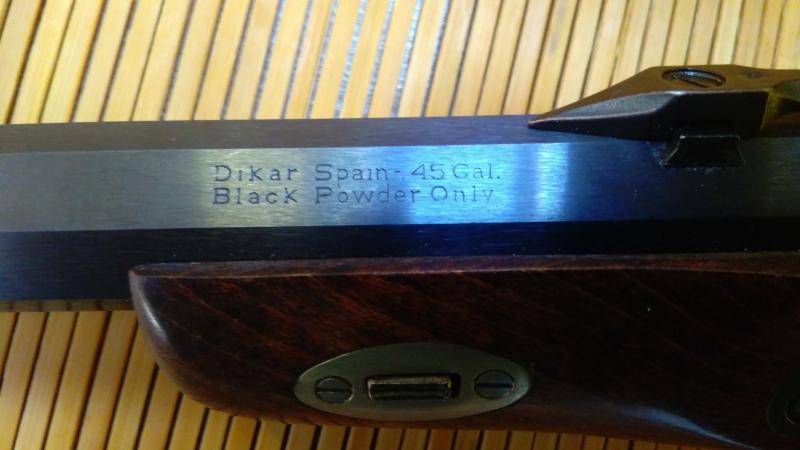 Dikar Spain - .45 Cal.
Black Powder Only